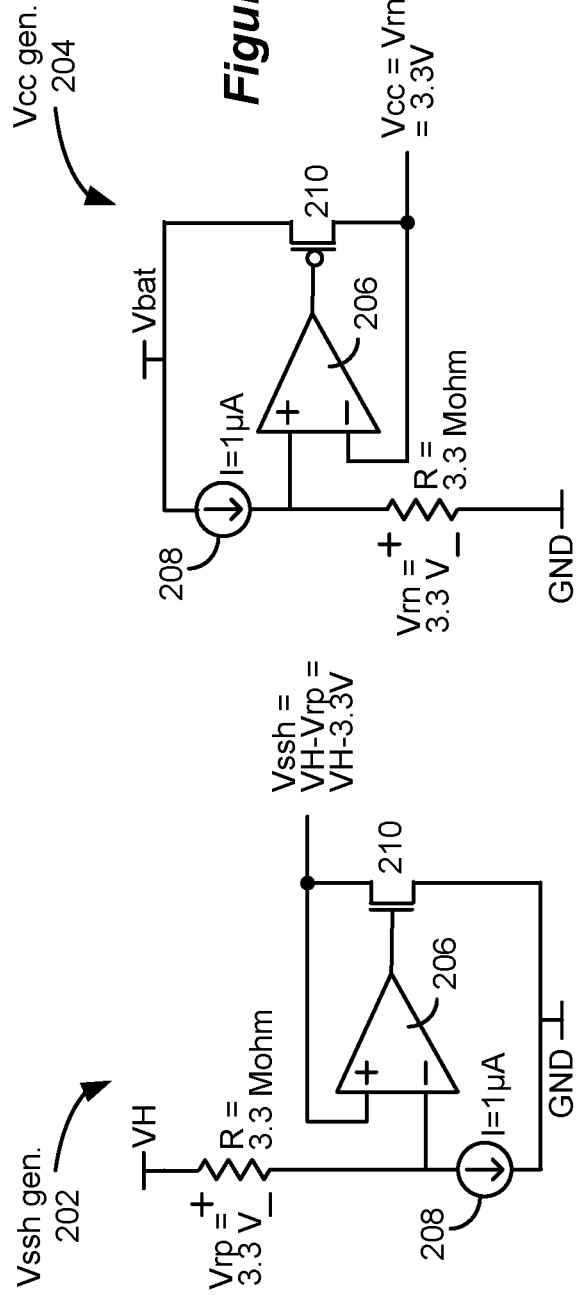 Vssh gen.
202
VH
Vrp =
3.3 V
+
−
R =
3.3 Mohm
Vssh =
VH-Vrp =
VH-3.3V
+
−
206
210
208
I=1µA
GND
Vcc gen.
204
Vbat
208
I=1µA
+
−
206
210
Vrn =
3.3 V
+
−
R =
3.3 Mohm
GND
Vcc = Vrn
= 3.3V
Figur